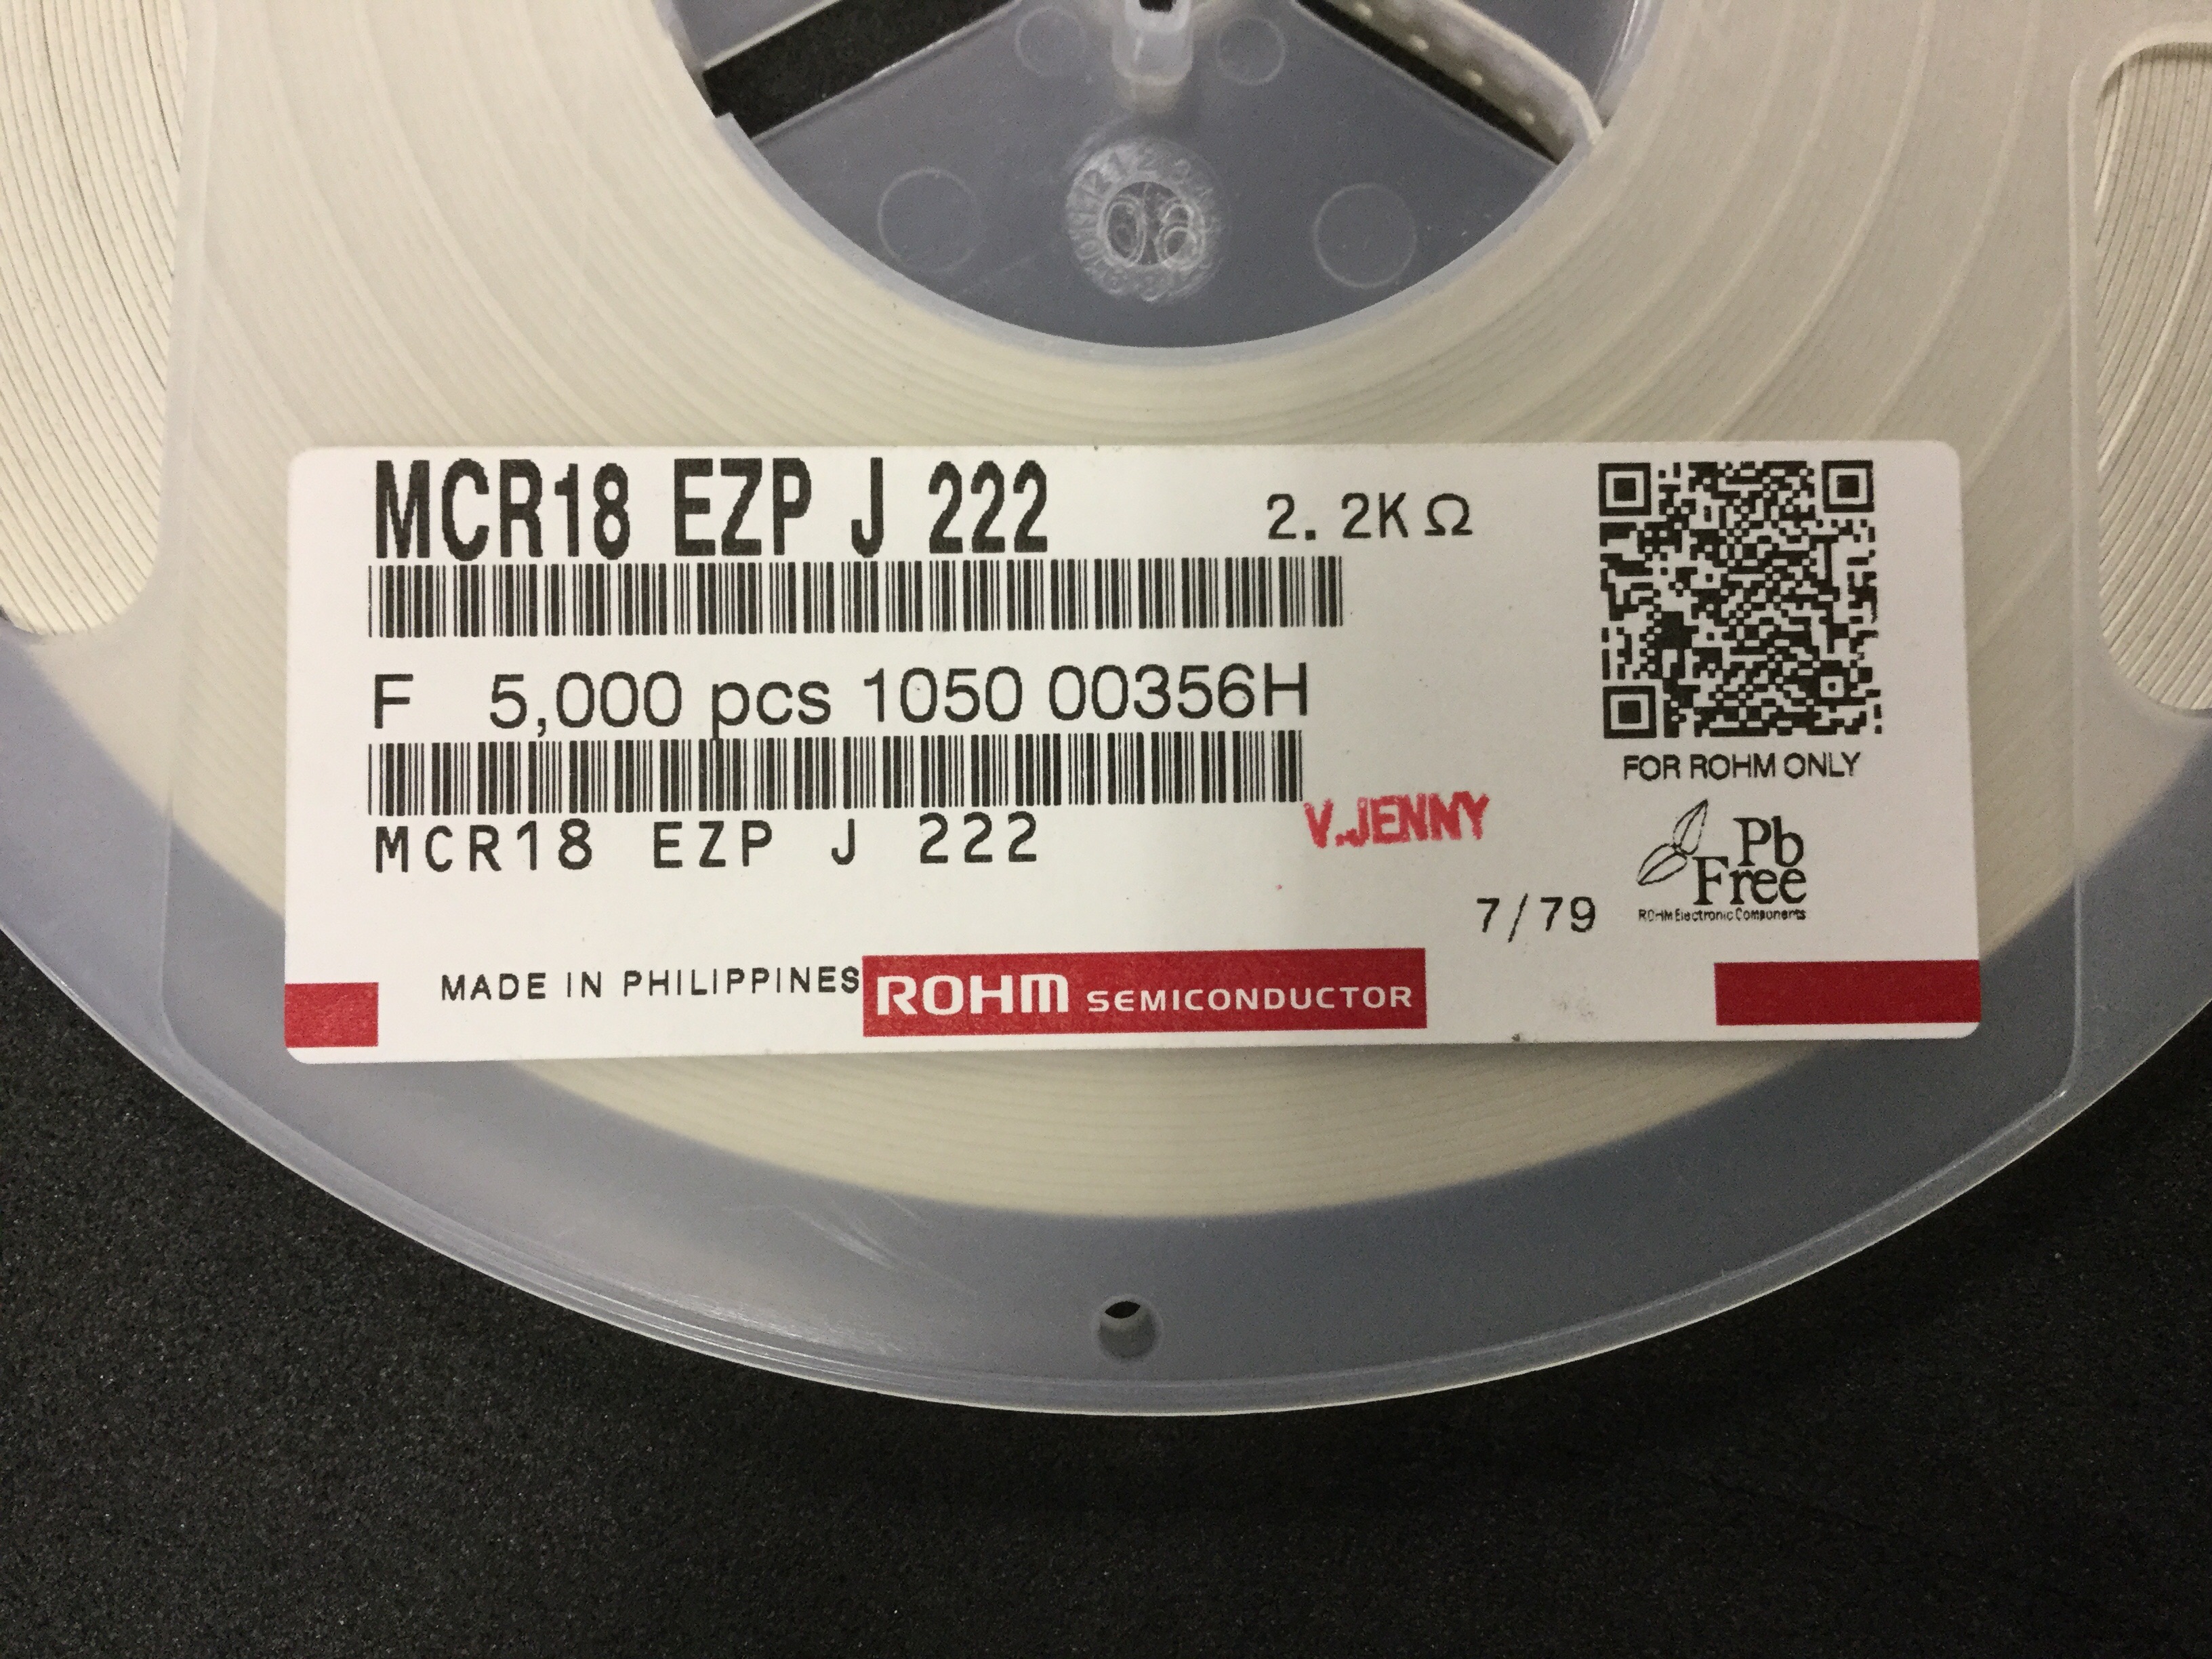 MCR18 EZP J 222 2.2KΩ
F 5,000 pcs 1050 00356H
FOR ROHM ONLY
V.JENNY
MCR18 EZP J 222
Pb
Free
ROHM Electronic Components
7/79
MADE IN PHILIPPINES ROHM SEMICONDUCTOR